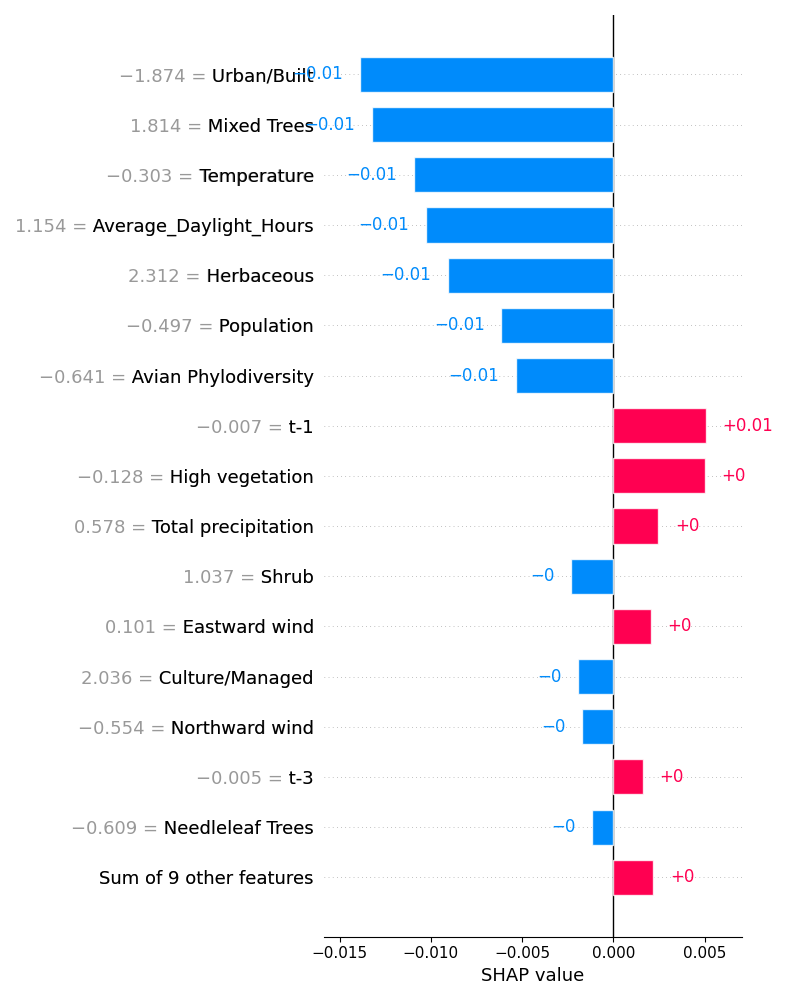 −1.874 = Urban/Built −0.01
1.814 = Mixed Trees −0.01
−0.303 = Temperature −0.01
1.154 = Average_Daylight_Hours −0.01
2.312 = Herbaceous −0.01
−0.497 = Population −0.01
−0.641 = Avian Phylodiversity −0.01
−0.007 = t-1 +0.01
−0.128 = High vegetation +0
0.578 = Total precipitation +0
1.037 = Shrub −0
0.101 = Eastward wind +0
2.036 = Culture/Managed −0
−0.554 = Northward wind −0
−0.005 = t-3 +0
−0.609 = Needleleaf Trees −0
Sum of 9 other features +0
−0.015 −0.010 −0.005 0.000 0.005
SHAP value